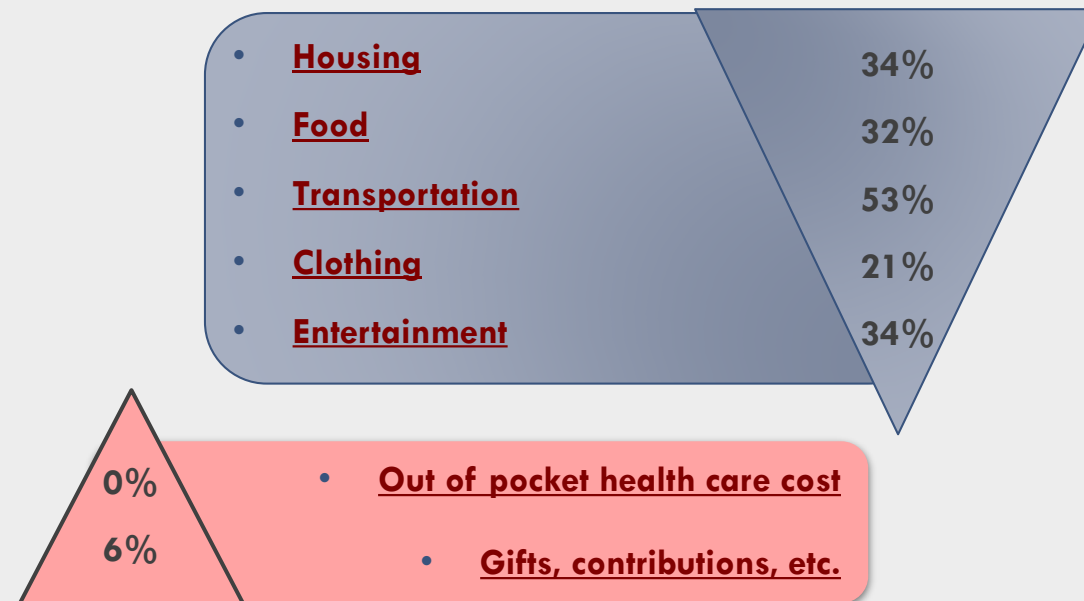 • Housing 34%
• Food 32%
• Transportation 53%
• Clothing 21%
• Entertainment 34%
0% • Out of pocket health care cost
6% • Gifts, contributions, etc.